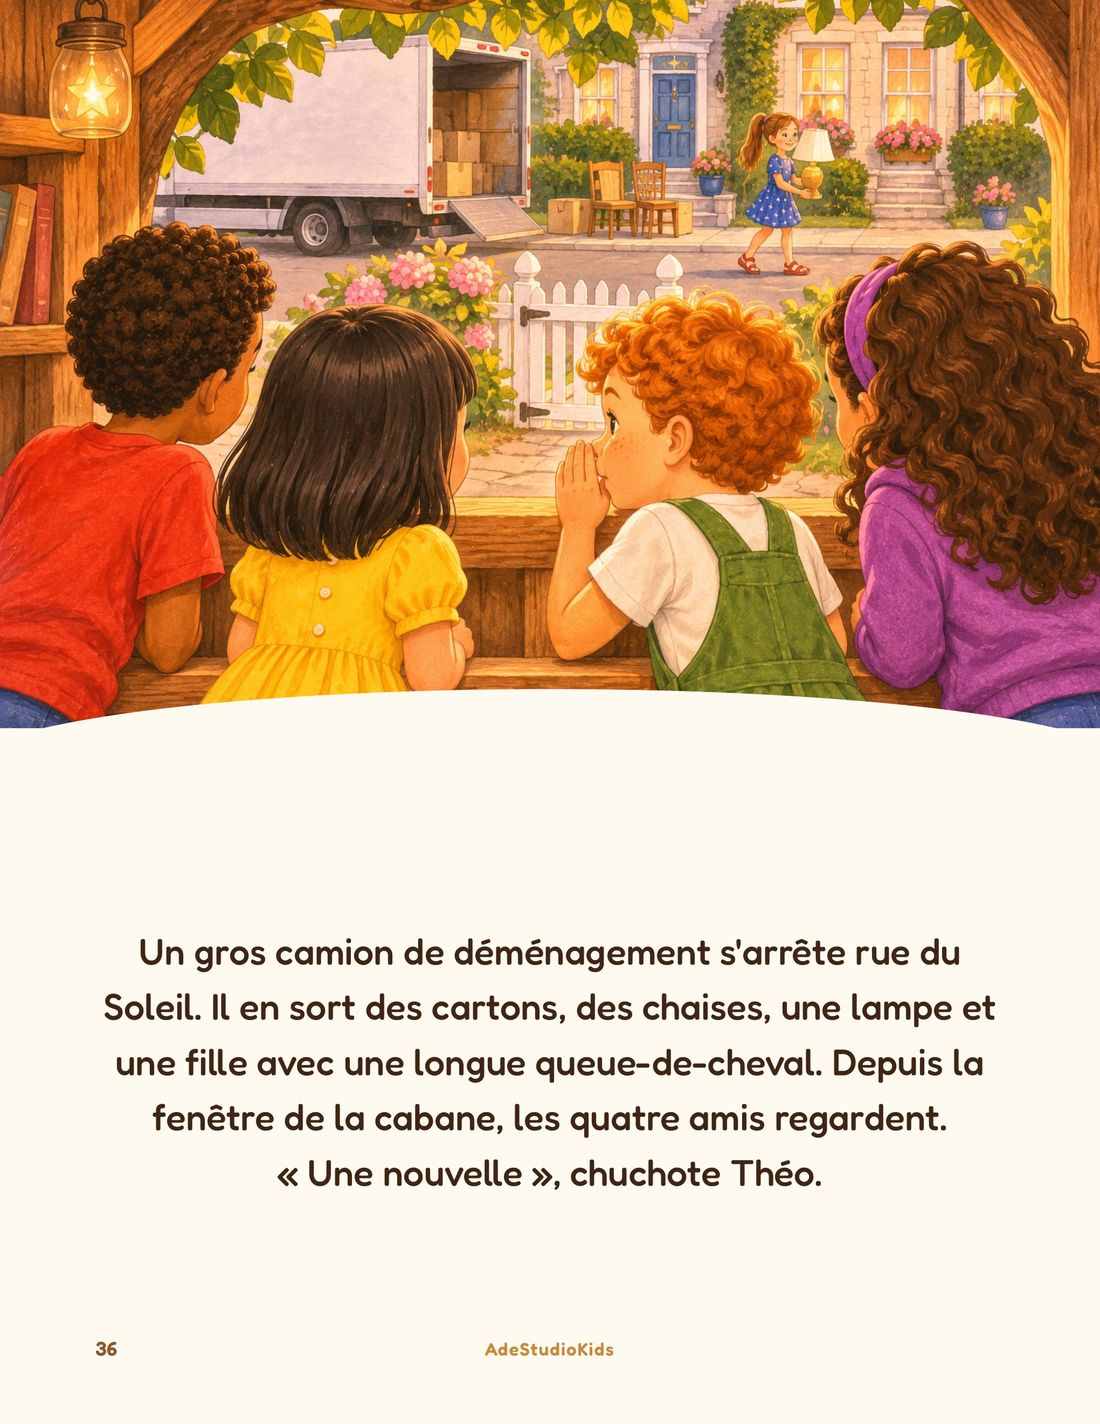 Un gros camion de déménagement s'arrête rue du
Soleil. Il en sort des cartons, des chaises, une lampe et
une fille avec une longue queue-de-cheval. Depuis la
fenêtre de la cabane, les quatre amis regardent.
« Une nouvelle », chuchote Théo.
36
AdeStudioKids